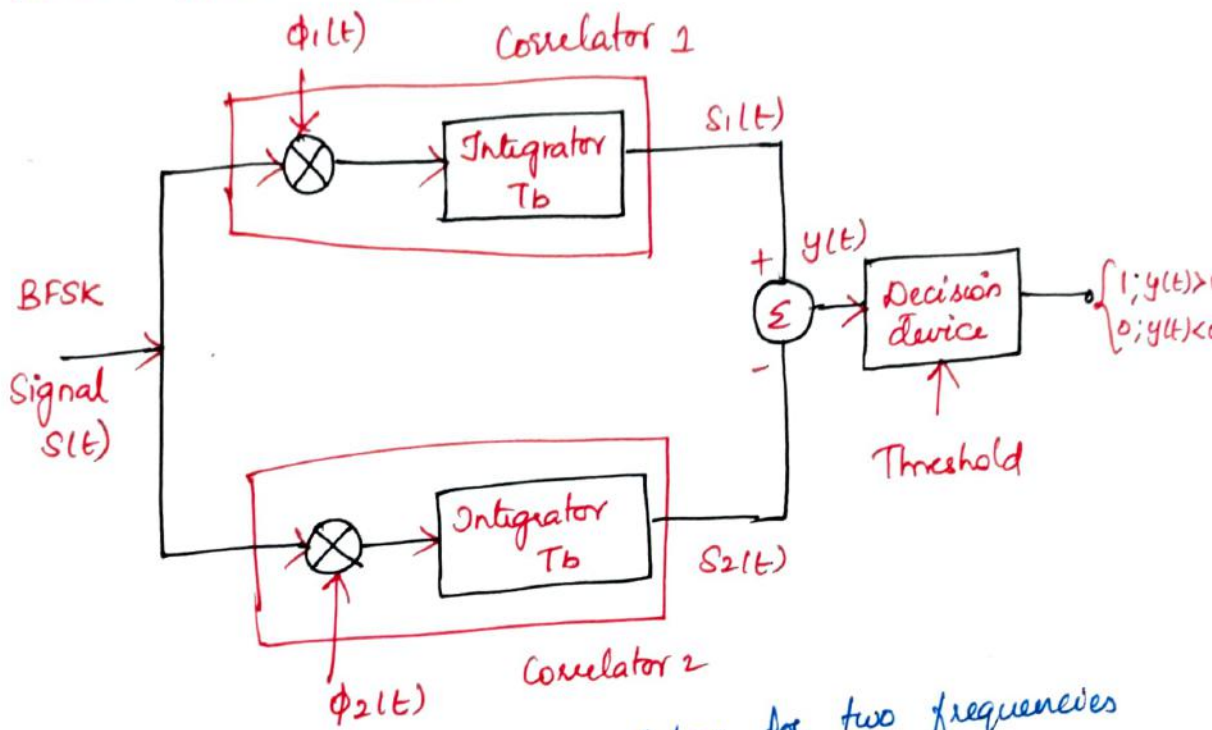 ϕ1(t)
Correlator 1
Integrator
Tb
S1(t)
BFSK
Signal
S(t)
+
y(t)
Σ
-
Decision
device
{1; y(t)>
0; y(t)<
Threshold
Integrator
Tb
S2(t)
ϕ2(t)
Correlator 2
for two frequencies